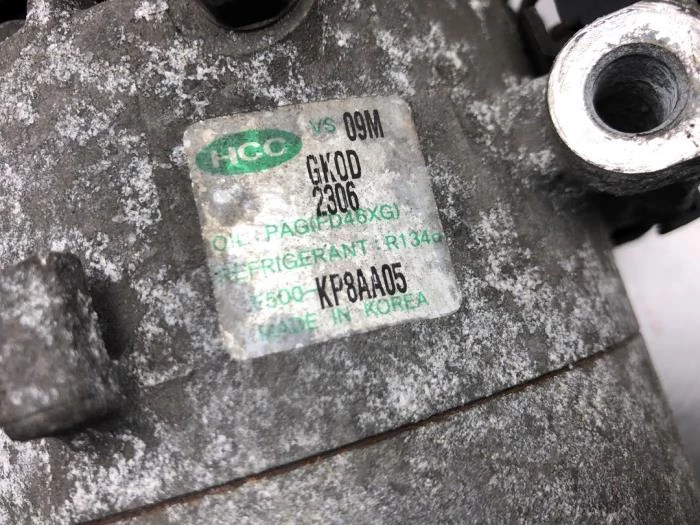 HCC VS 09M
GK0D
2306
OIL : PAG(FD46XG)
REFRIGERANT : R134a
F500-KP8AA05
MADE IN KOREA